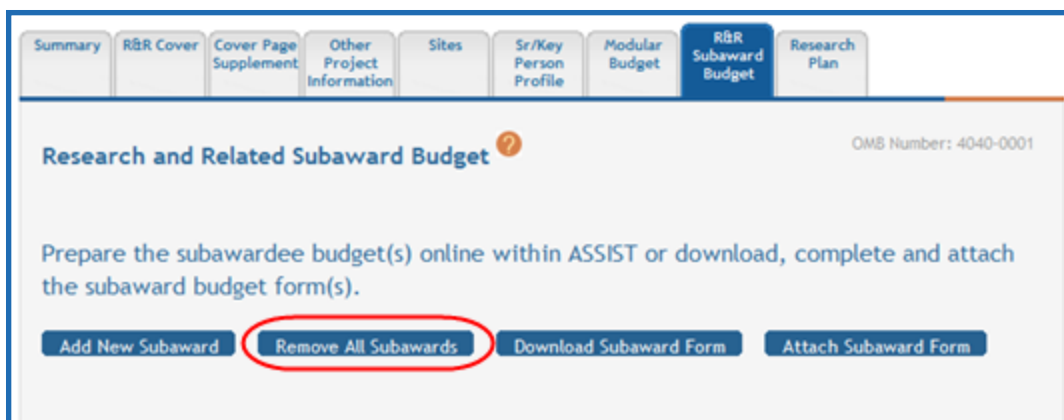 Summary
R&R Cover
Cover Page
Supplement
Other
Project
Information
Sites
Sr/Key
Person
Profile
Modular
Budget
R&R
Subaward
Budget
Research
Plan
Research and Related Subaward Budget ?
OMB Number: 4040-0001
Prepare the subawardee budget(s) online within ASSIST or download, complete and attach
the subaward budget form(s).
Add New Subaward
Remove All Subawards
Download Subaward Form
Attach Subaward Form